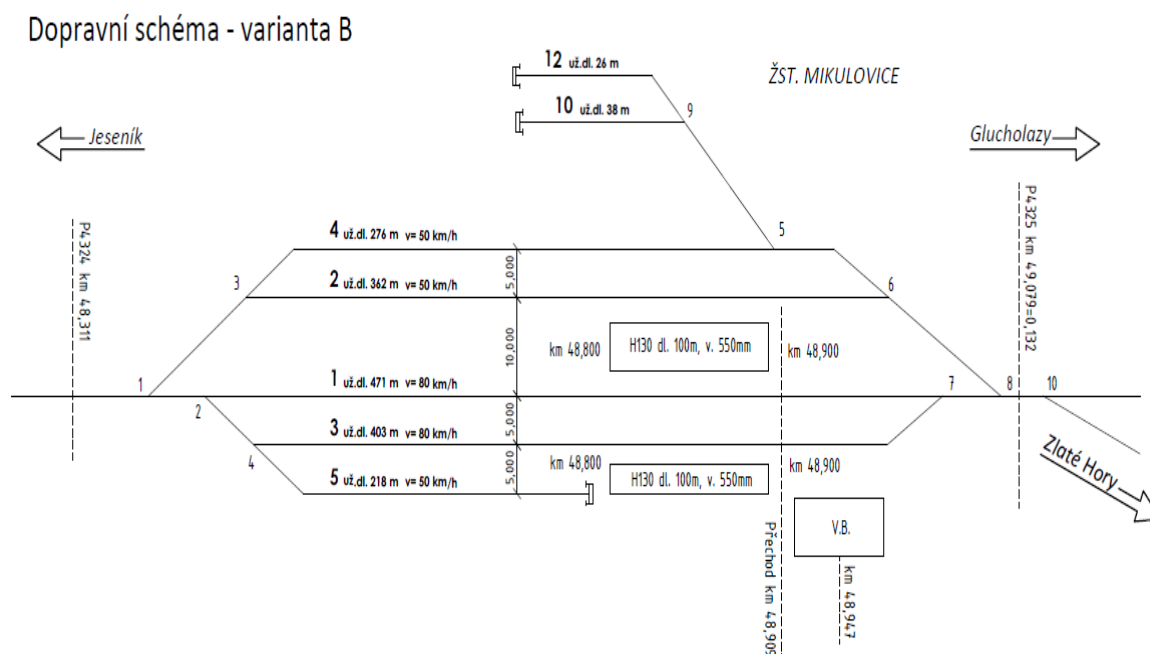 Dopravní schéma - varianta B
12 už.dl. 26 m
ŽST. MIKULOVICE
10 už.dl. 38 m
9
Jeseník
Glucholazy
P4324 km 48,311
P4325 km 49,079=0,132
4 už.dl. 276 m v= 50 km/h
5
5,000
3
2 už.dl. 362 m v= 50 km/h
6
10,000
km 48,800
H130 dl. 100m, v. 550mm
km 48,900
1
1 už.dl. 471 m v= 80 km/h
7
8
10
2
5,000
3 už.dl. 403 m v= 80 km/h
4
5,000
km 48,800
H130 dl. 100m, v. 550mm
km 48,900
5 už.dl. 218 m v= 50 km/h
Zlaté Hory
V.B.
Přechod km 48,909
km 48,947